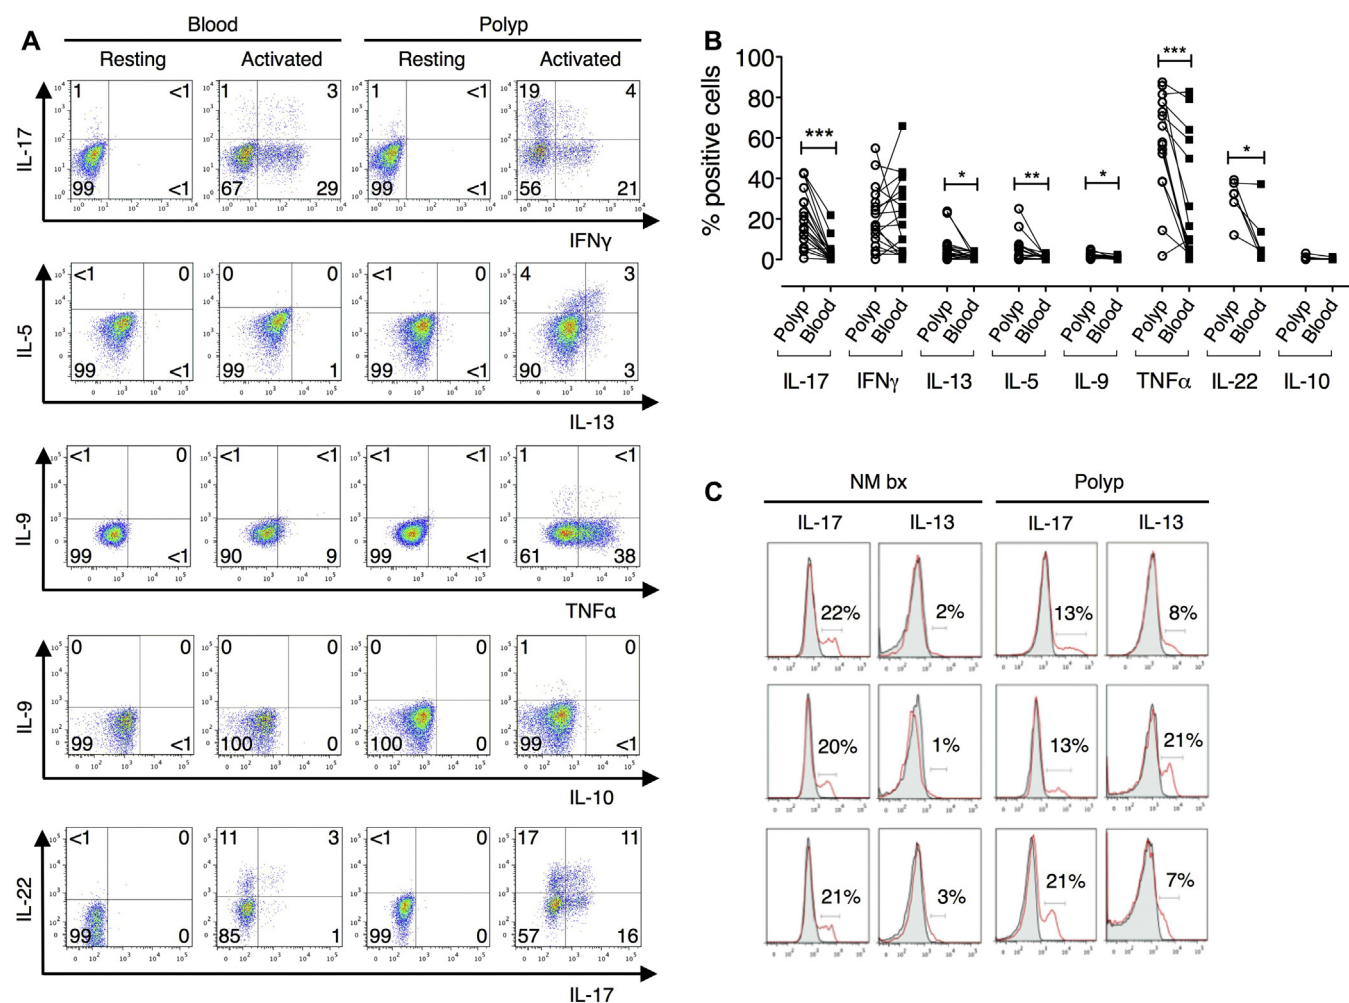 A
Blood Polyp
Resting Activated Resting Activated
IL-17
1 <1 1 3 1 <1 19 4
99 <1 67 29 99 <1 56 21
IFNγ
IL-5
<1 0 0 0 <1 0 4 3
99 <1 99 1 99 <1 90 3
IL-13
IL-9
<1 0 <1 <1 <1 <1 1 <1
99 <1 90 9 99 <1 61 38
TNFα
IL-9
0 0 0 0 0 0 1 0
99 <1 100 0 100 0 99 <1
IL-10
IL-22
<1 0 11 3 <1 0 17 11
99 0 85 1 99 0 57 16
IL-17
B
% positive cells
100
80
60
40
20
0
*** * ** * *** *
Polyp Blood Polyp Blood Polyp Blood Polyp Blood Polyp Blood Polyp Blood Polyp Blood Polyp Blood
IL-17 IFNγ IL-13 IL-5 IL-9 TNFα IL-22 IL-10
C
NM bx Polyp
IL-17 IL-13 IL-17 IL-13
22% 2% 13% 8%
20% 1% 13% 21%
21% 3% 21% 7%